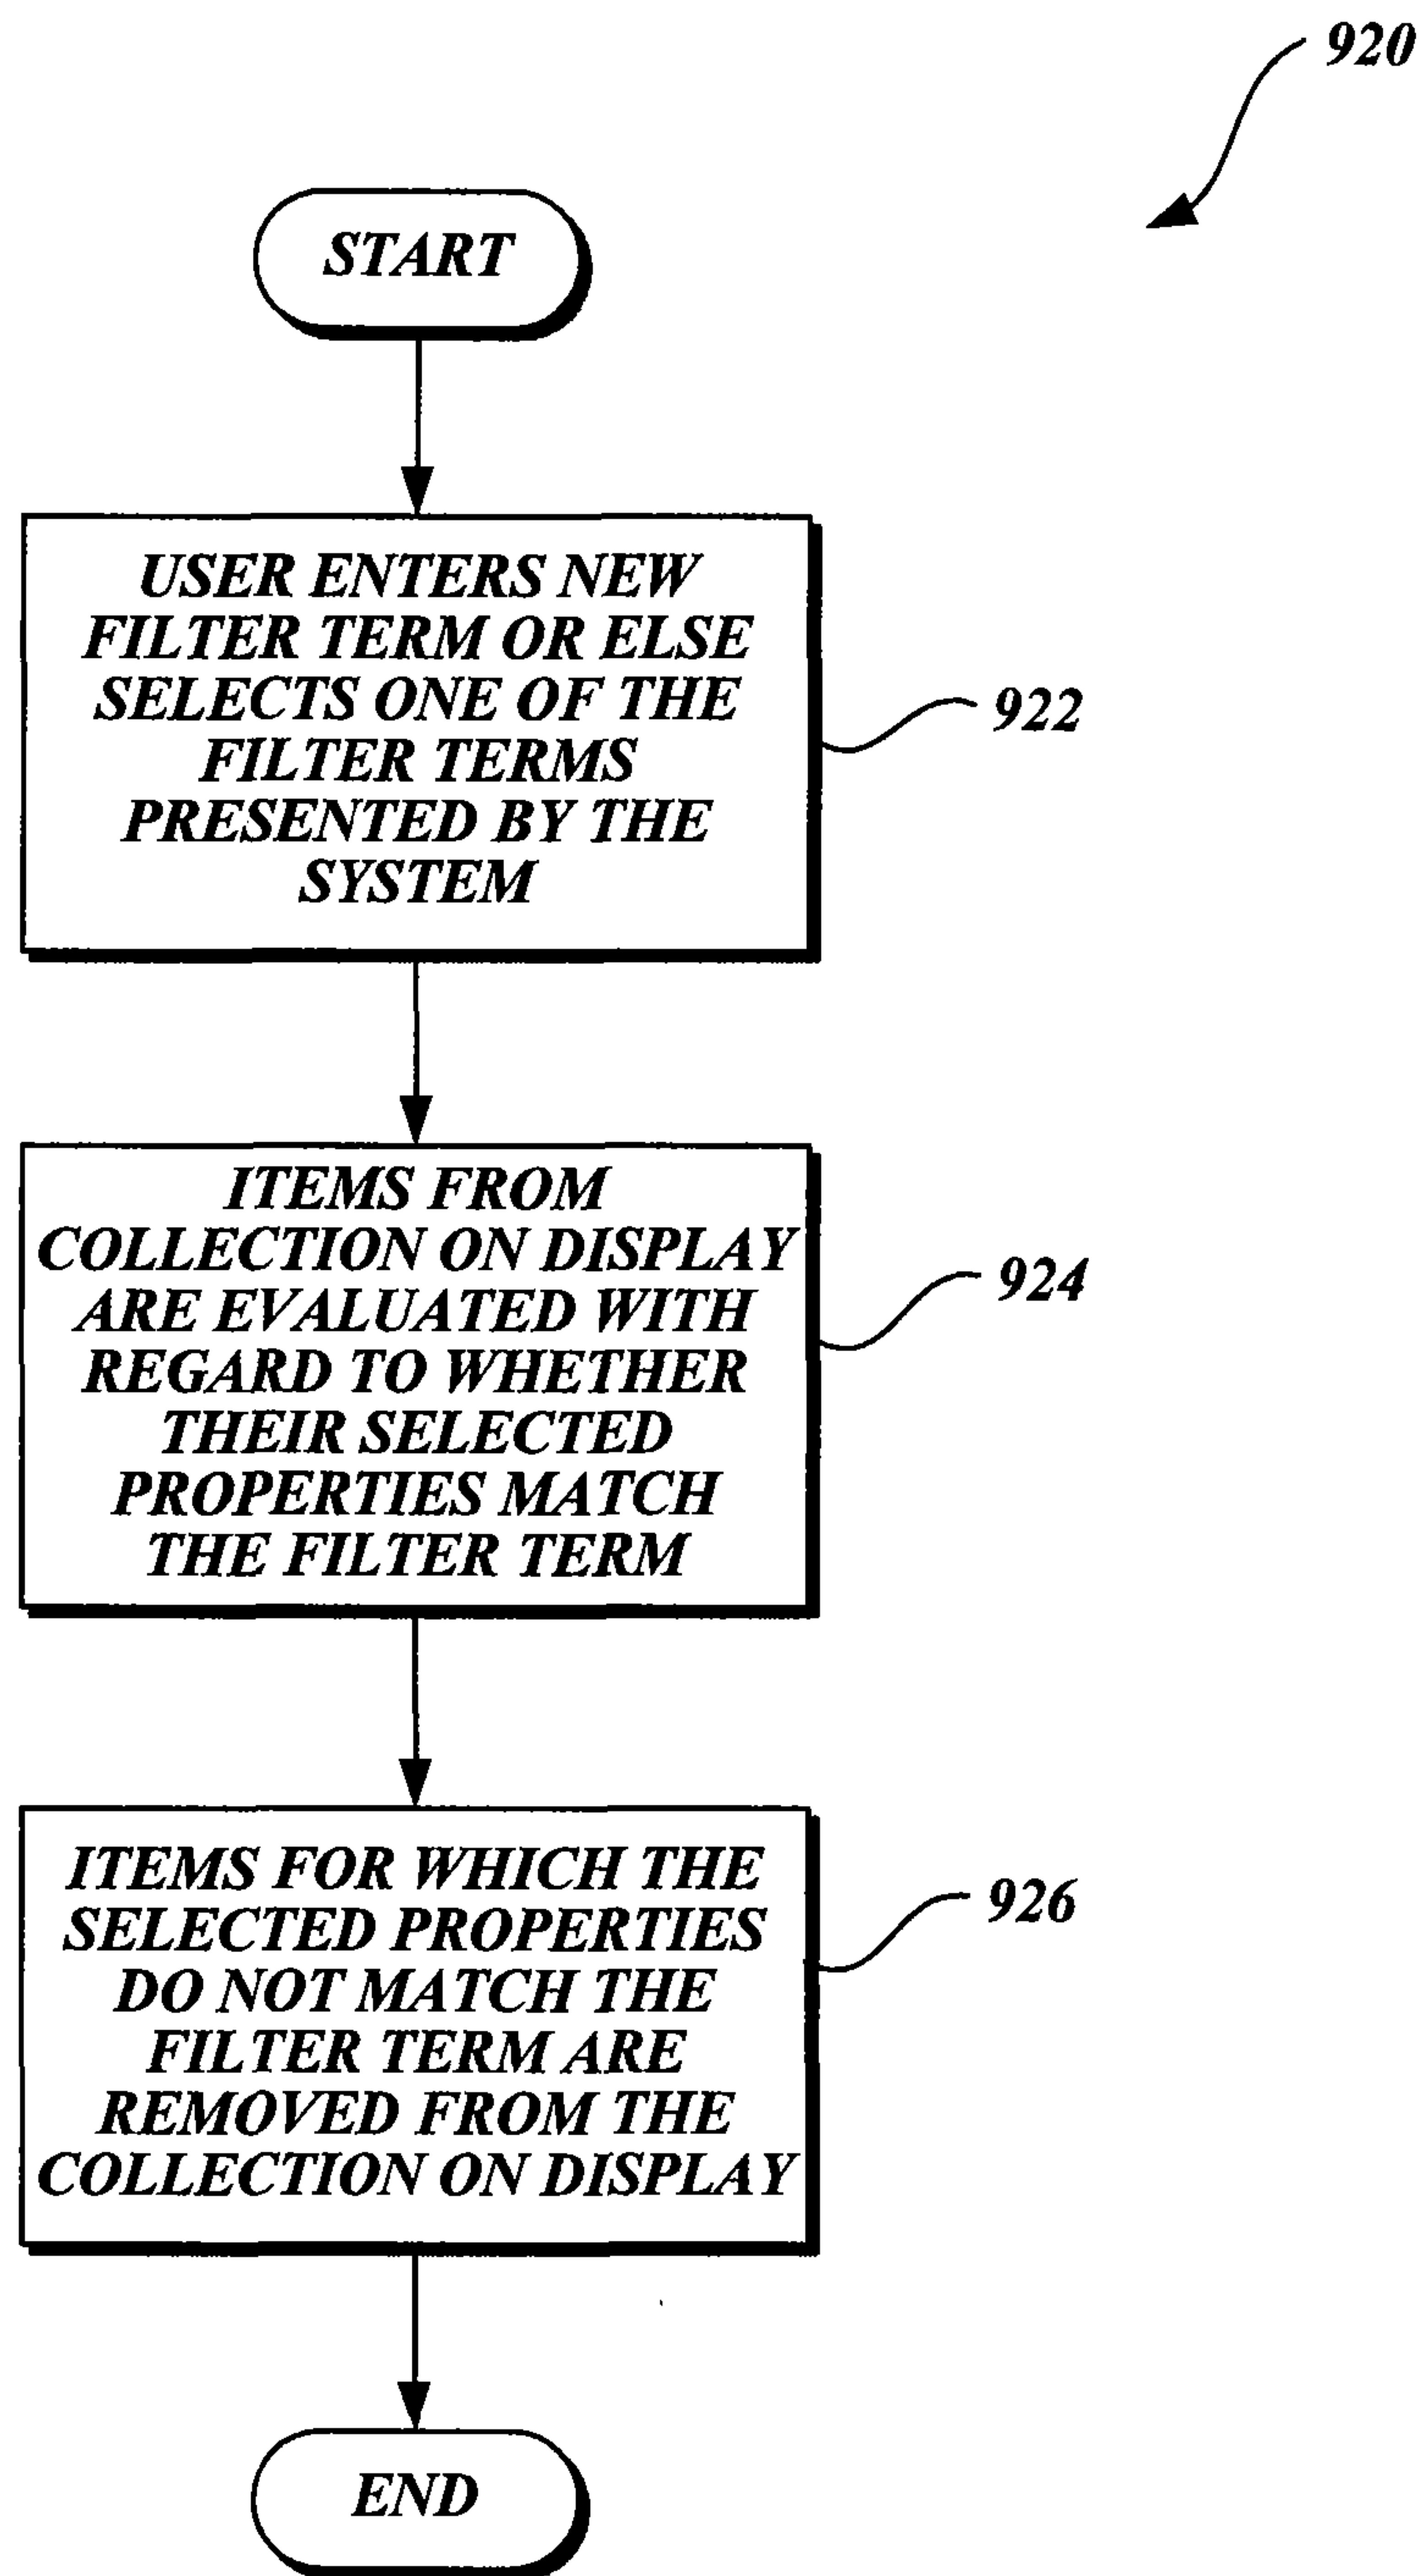 920
START
USER ENTERS NEW
FILTER TERM OR ELSE
SELECTS ONE OF THE
FILTER TERMS
PRESENTED BY THE
SYSTEM
922
ITEMS FROM
COLLECTION ON DISPLAY
ARE EVALUATED WITH
REGARD TO WHETHER
THEIR SELECTED
PROPERTIES MATCH
THE FILTER TERM
924
ITEMS FOR WHICH THE
SELECTED PROPERTIES
DO NOT MATCH THE
FILTER TERM ARE
REMOVED FROM THE
COLLECTION ON DISPLAY
926
END